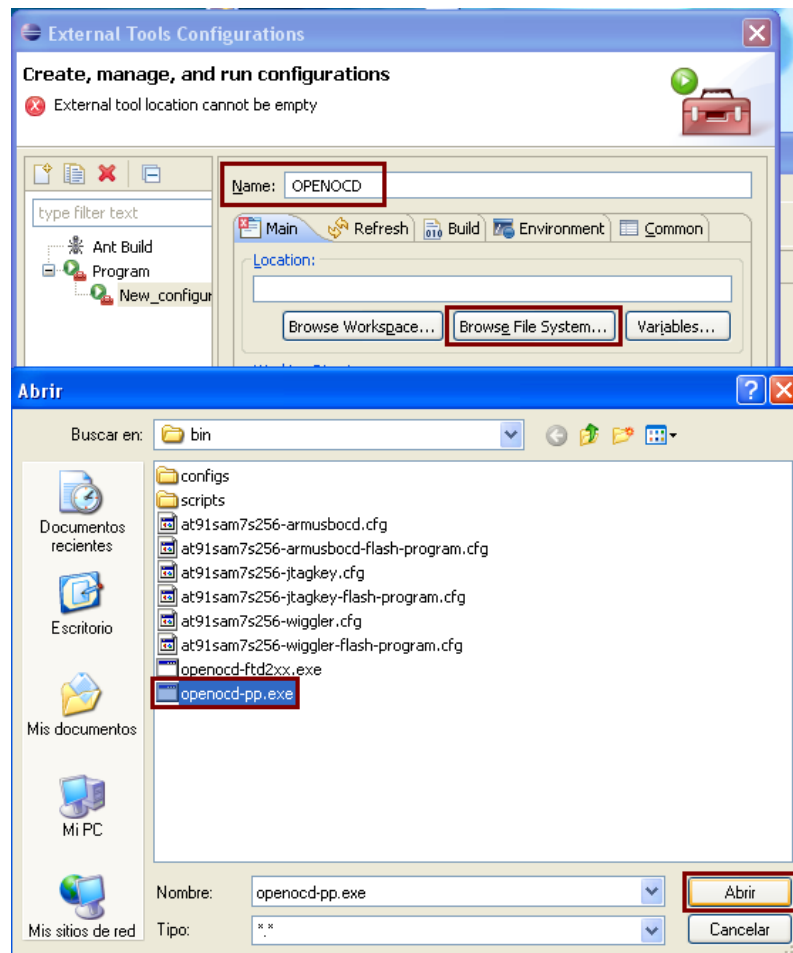 External Tools Configurations
Create, manage, and run configurations
External tool location cannot be empty
Name: OPENOCD
type filter text
Main Refresh Build Environment Common
Ant Build
Program
New_configur
Location:
Browse Workspace... Browse File System... Variables...
Abrir
Buscar en: bin
configs
scripts
at91sam7s256-armusbocd.cfg
at91sam7s256-armusbocd-flash-program.cfg
at91sam7s256-jtagkey.cfg
at91sam7s256-jtagkey-flash-program.cfg
at91sam7s256-wiggler.cfg
at91sam7s256-wiggler-flash-program.cfg
openocd-ftd2xx.exe
openocd-pp.exe
Documentos
recientes
Escritorio
Mis documentos
Mi PC
Mis sitios de red
Nombre: openocd-pp.exe Abrir
Tipo: *.* Cancelar